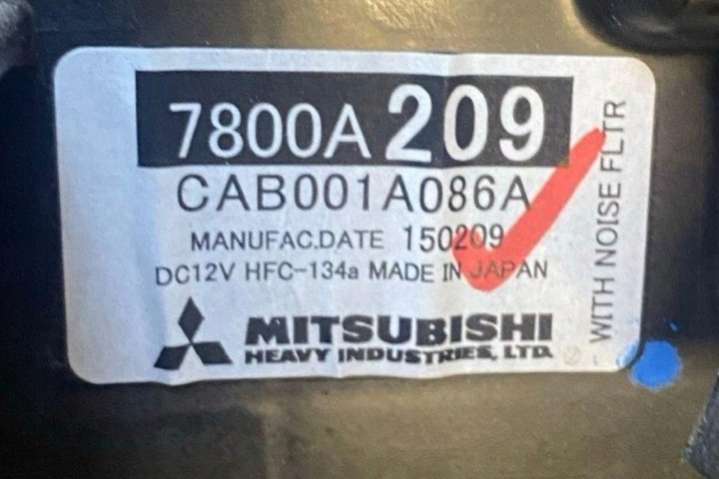 7800A 209
CAB001A086A
MANUFAC.DATE 150209
DC12V HFC-134a MADE IN JAPAN
MITSUBISHI
HEAVY INDUSTRIES, LTD.
WITH NOISE FLTR